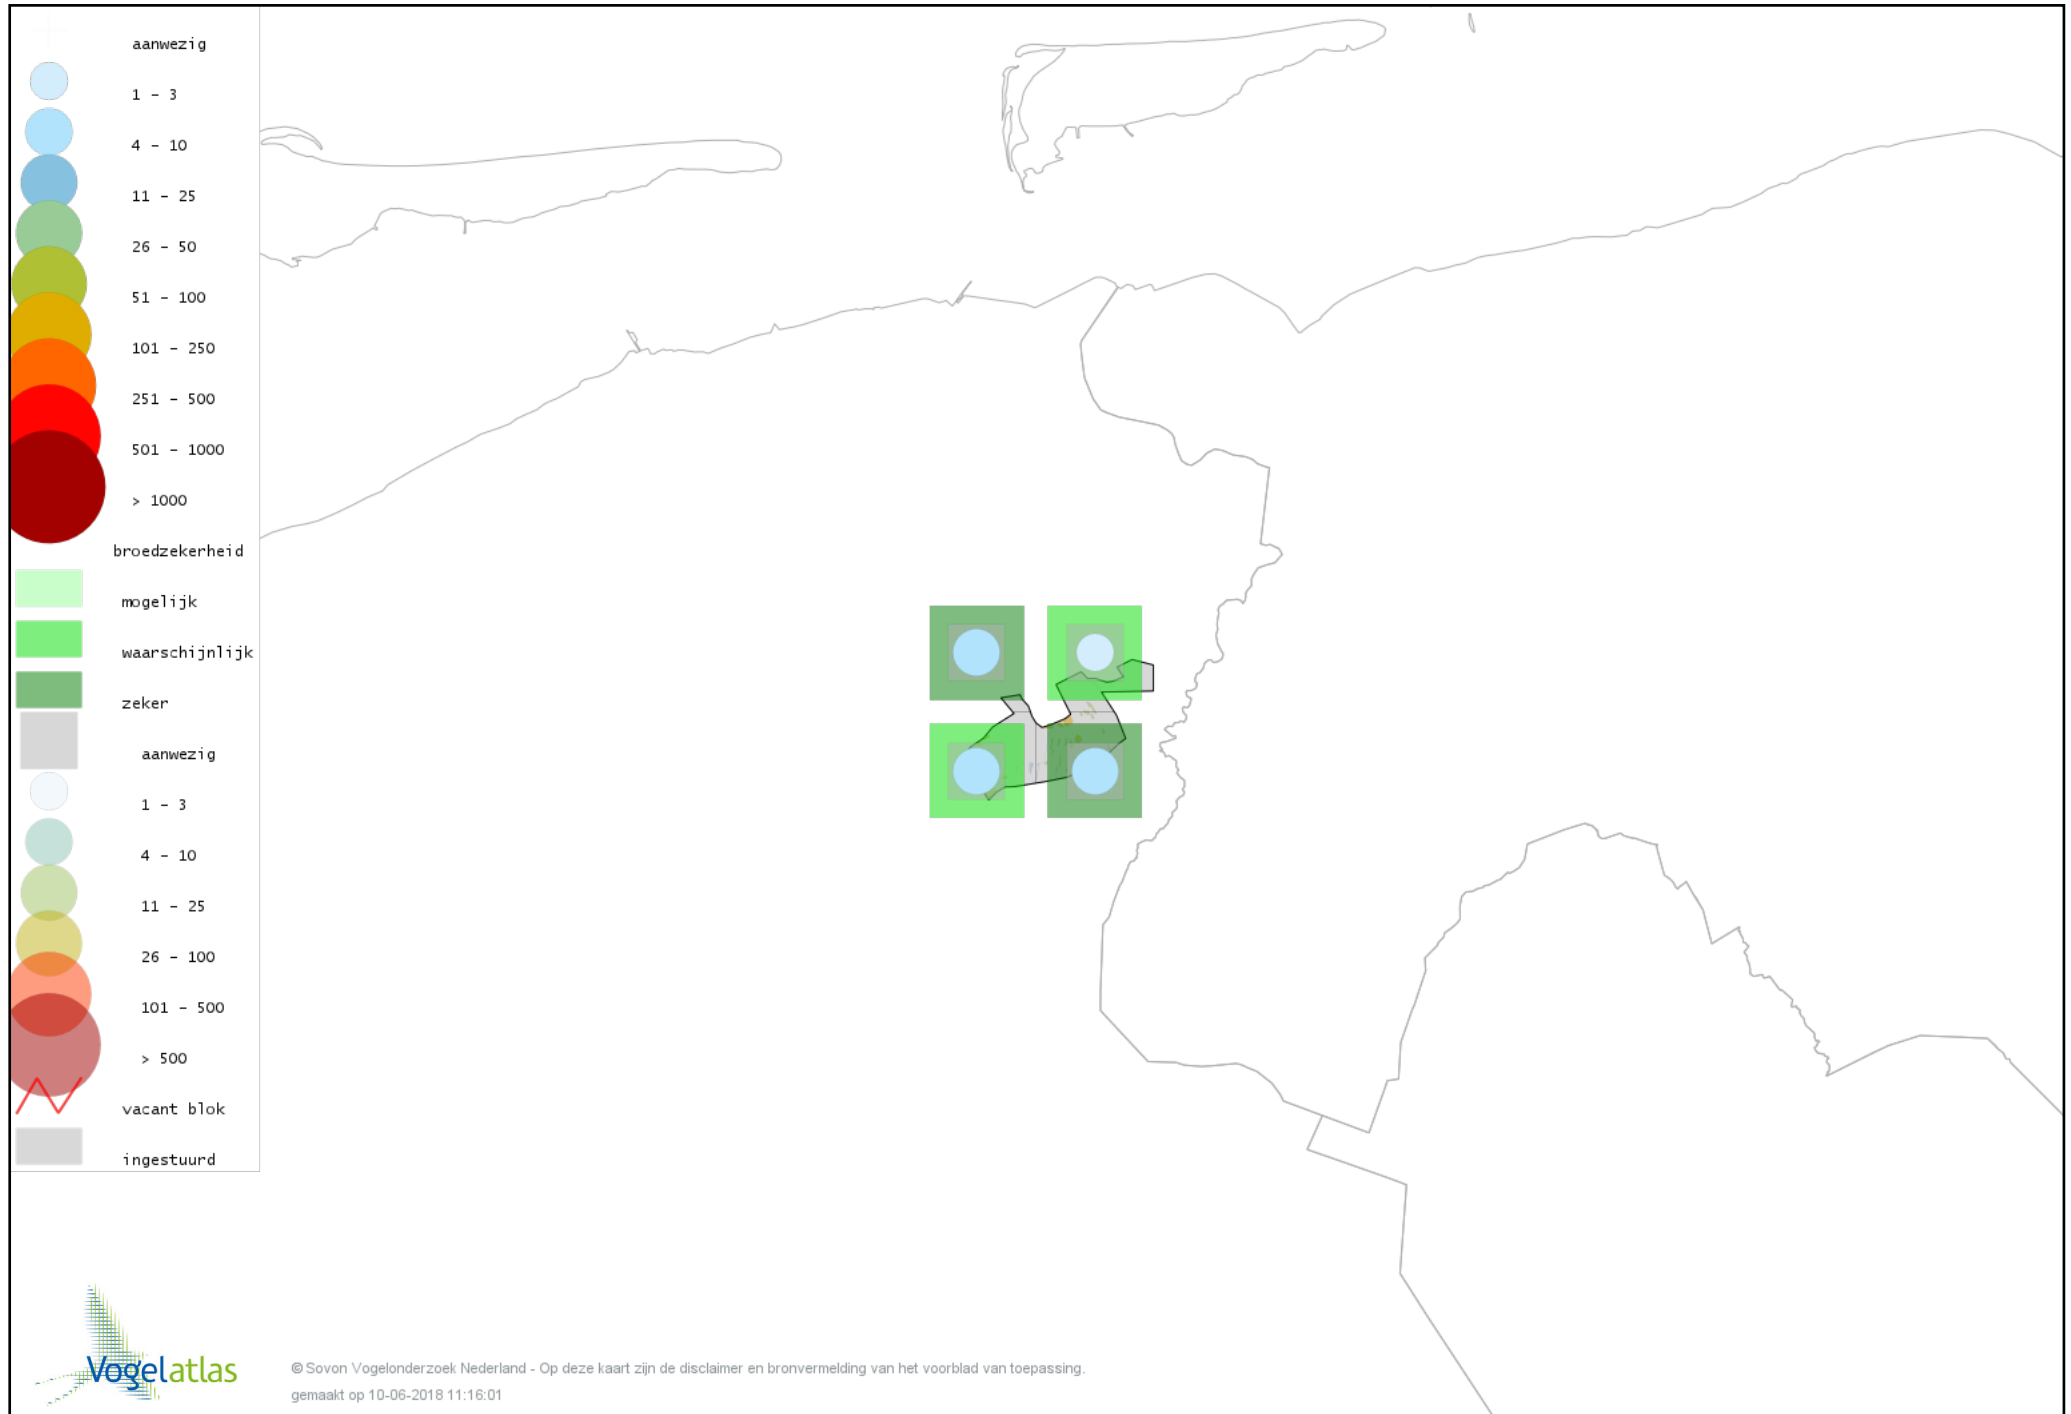 aanwezig
1 - 3
4 - 10
11 - 25
26 - 50
51 - 100
101 - 250
251 - 500
501 - 1000
> 1000
broedzekerheid
mogelijk
waarschijnlijk
zeker
aanwezig
1 - 3
4 - 10
11 - 25
26 - 100
101 - 500
> 500
vacant blok
ingestuurd
Vogelatlas
© Sovon Vogelonderzoek Nederland - Op deze kaart zijn de disclaimer en bronvermelding van het voorblad van toepassing.
gemaakt op 10-06-2018 11:16:01